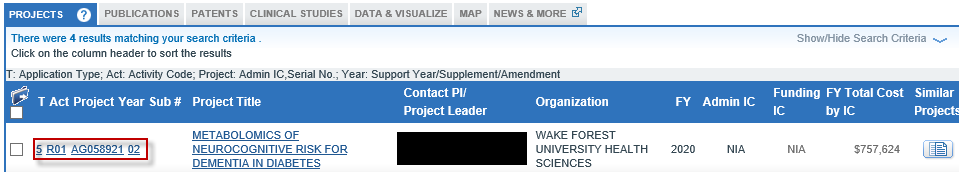 PROJECTS ? PUBLICATIONS PATENTS CLINICAL STUDIES DATA & VISUALIZE MAP NEWS & MORE
There were 4 results matching your search criteria .
Show/Hide Search Criteria
Click on the column header to sort the results
T: Application Type; Act: Activity Code; Project: Admin IC,Serial No.; Year: Support Year/Supplement/Amendment
T Act Project Year Sub # Project Title Contact PI/ Project Leader Organization FY Admin IC Funding IC FY Total Cost by IC Similar Projects
5 R01 AG058921 02
METABOLOMICS OF
NEUROCOGNITIVE RISK FOR
DEMENTIA IN DIABETES
WAKE FOREST
UNIVERSITY HEALTH
SCIENCES
2020 NIA NIA $757,624